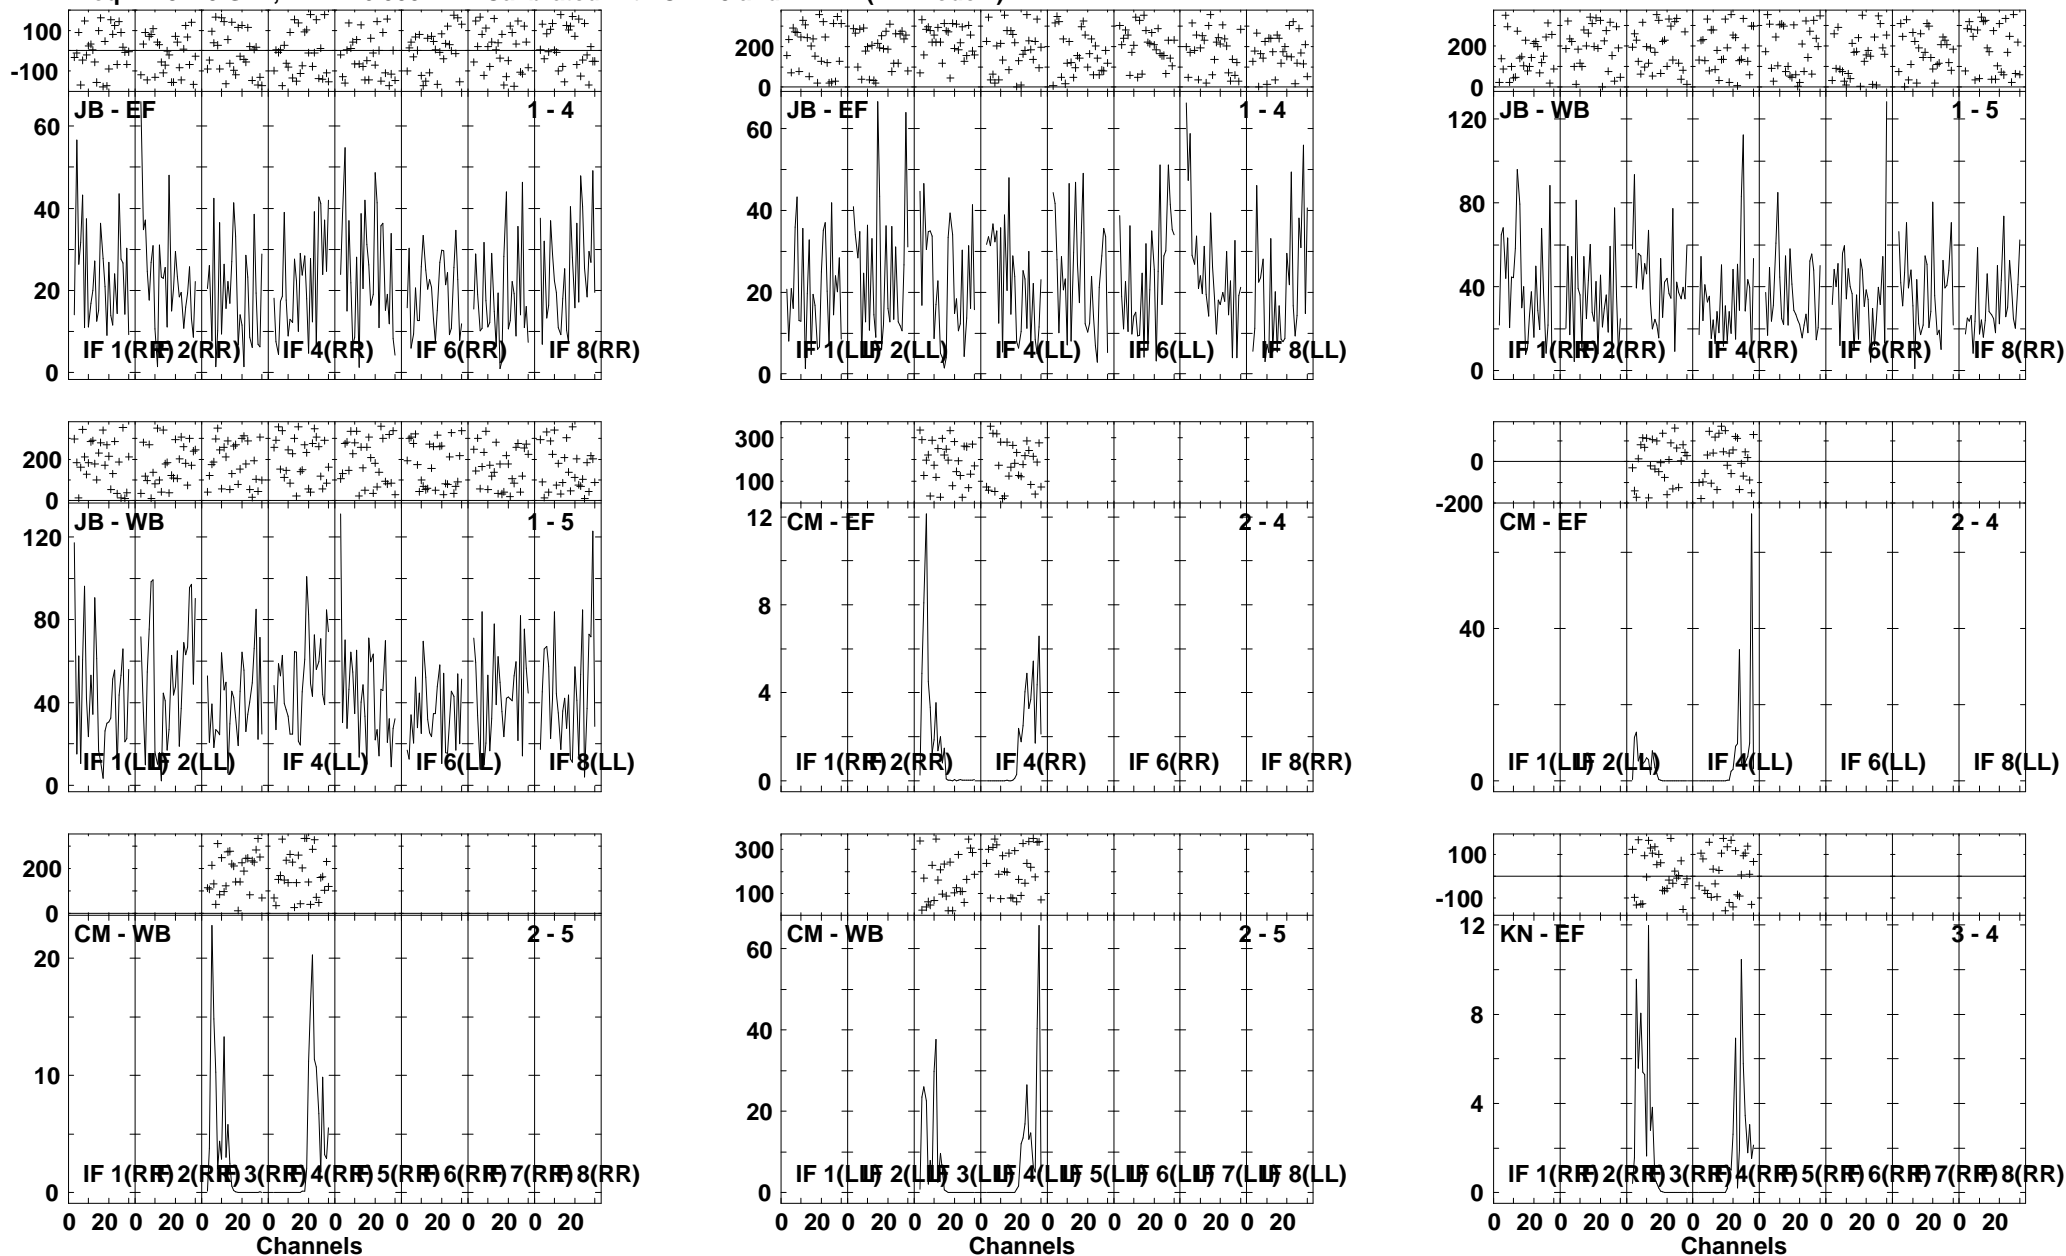 100
-100
JB - EF 1 - 4
60
40
20
0
IF 1(RR) IF 2(RR) IF 4(RR) IF 6(RR) IF 8(RR)
200
0
JB - EF 1 - 4
60
40
20
0
IF 1(LL) IF 2(LL) IF 4(LL) IF 6(LL) IF 8(LL)
200
0
JB - WB 1 - 5
120
80
40
0
IF 1(RR) IF 2(RR) IF 4(RR) IF 6(RR) IF 8(RR)
200
0
JB - WB 1 - 5
120
80
40
0
IF 1(LL) IF 2(LL) IF 4(LL) IF 6(LL) IF 8(LL)
300
100
CM - EF 2 - 4
12
8
4
0
IF 1(RR) IF 2(RR) IF 4(RR) IF 6(RR) IF 8(RR)
0
-200
CM - EF 2 - 4
40
0
IF 1(LL) IF 2(LL) IF 4(LL) IF 6(LL) IF 8(LL)
200
0
CM - WB 2 - 5
20
10
0
IF 1(RR) IF 2(RR) IF 3(RR) IF 4(RR) IF 5(RR) IF 6(RR) IF 7(RR) IF 8(RR)
0 20 0 20 0 20 0 20 0 20 0 20 0 20 0 20
Channels
300
100
CM - WB 2 - 5
60
40
20
0
IF 1(LL) IF 2(LL) IF 3(LL) IF 4(LL) IF 5(LL) IF 6(LL) IF 7(LL) IF 8(LL)
0 20 0 20 0 20 0 20 0 20 0 20 0 20 0 20
Channels
100
-100
KN - EF 3 - 4
12
8
4
0
IF 1(RR) IF 2(RR) IF 3(RR) IF 4(RR) IF 5(RR) IF 6(RR) IF 7(RR) IF 8(RR)
0 20 0 20 0 20 0 20 0 20 0 20 0 20 0 20
Channels